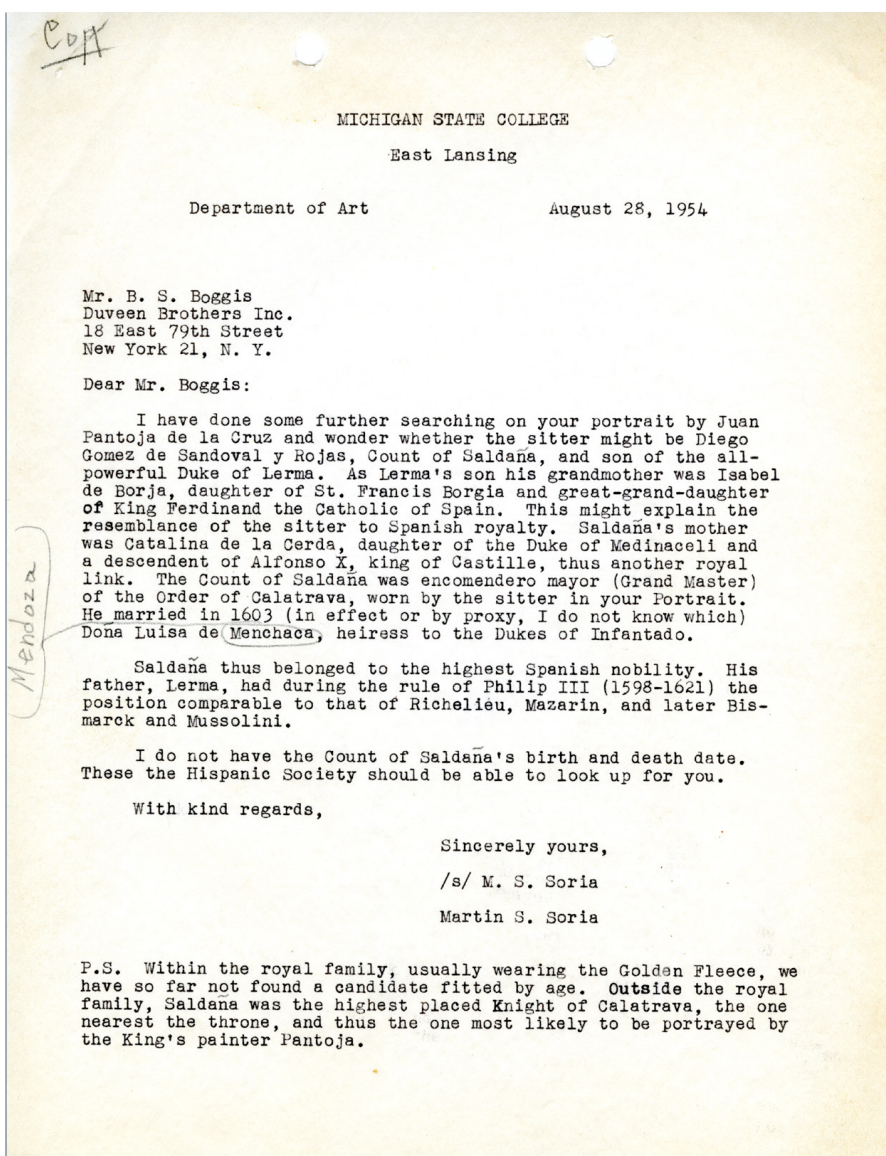 Copy
MICHIGAN STATE COLLEGE
East Lansing
Department of Art August 28, 1954
Mr. B. S. Boggis
Duveen Brothers Inc.
18 East 79th Street
New York 21, N. Y.
Dear Mr. Boggis:
I have done some further searching on your portrait by Juan
Pantoja de la Cruz and wonder whether the sitter might be Diego
Gomez de Sandoval y Rojas, Count of Saldaña, and son of the all-
powerful Duke of Lerma. As Lerma's son his grandmother was Isabel
de Borja, daughter of St. Francis Borgia and great-grand-daughter
of King Ferdinand the Catholic of Spain. This might explain the
resemblance of the sitter to Spanish royalty. Saldaña's mother
was Catalina de la Cerda, daughter of the Duke of Medinaceli and
a descendent of Alfonso X, king of Castille, thus another royal
link. The Count of Saldaña was encomendero mayor (Grand Master)
of the Order of Calatrava, worn by the sitter in your Portrait.
He married in 1603 (in effect or by proxy, I do not know which)
Doña Luisa de Menchaca, heiress to the Dukes of Infantado.
Mendoza
Saldaña thus belonged to the highest Spanish nobility. His
father, Lerma, had during the rule of Philip III (1598-1621) the
position comparable to that of Richelieu, Mazarin, and later Bis-
marck and Mussolini.
I do not have the Count of Saldaña's birth and death date.
These the Hispanic Society should be able to look up for you.
With kind regards,
Sincerely yours,
/s/ M. S. Soria
Martin S. Soria
P.S. Within the royal family, usually wearing the Golden Fleece, we
have so far not found a candidate fitted by age. Outside the royal
family, Saldaña was the highest placed Knight of Calatrava, the one
nearest the throne, and thus the one most likely to be portrayed by
the King's painter Pantoja.